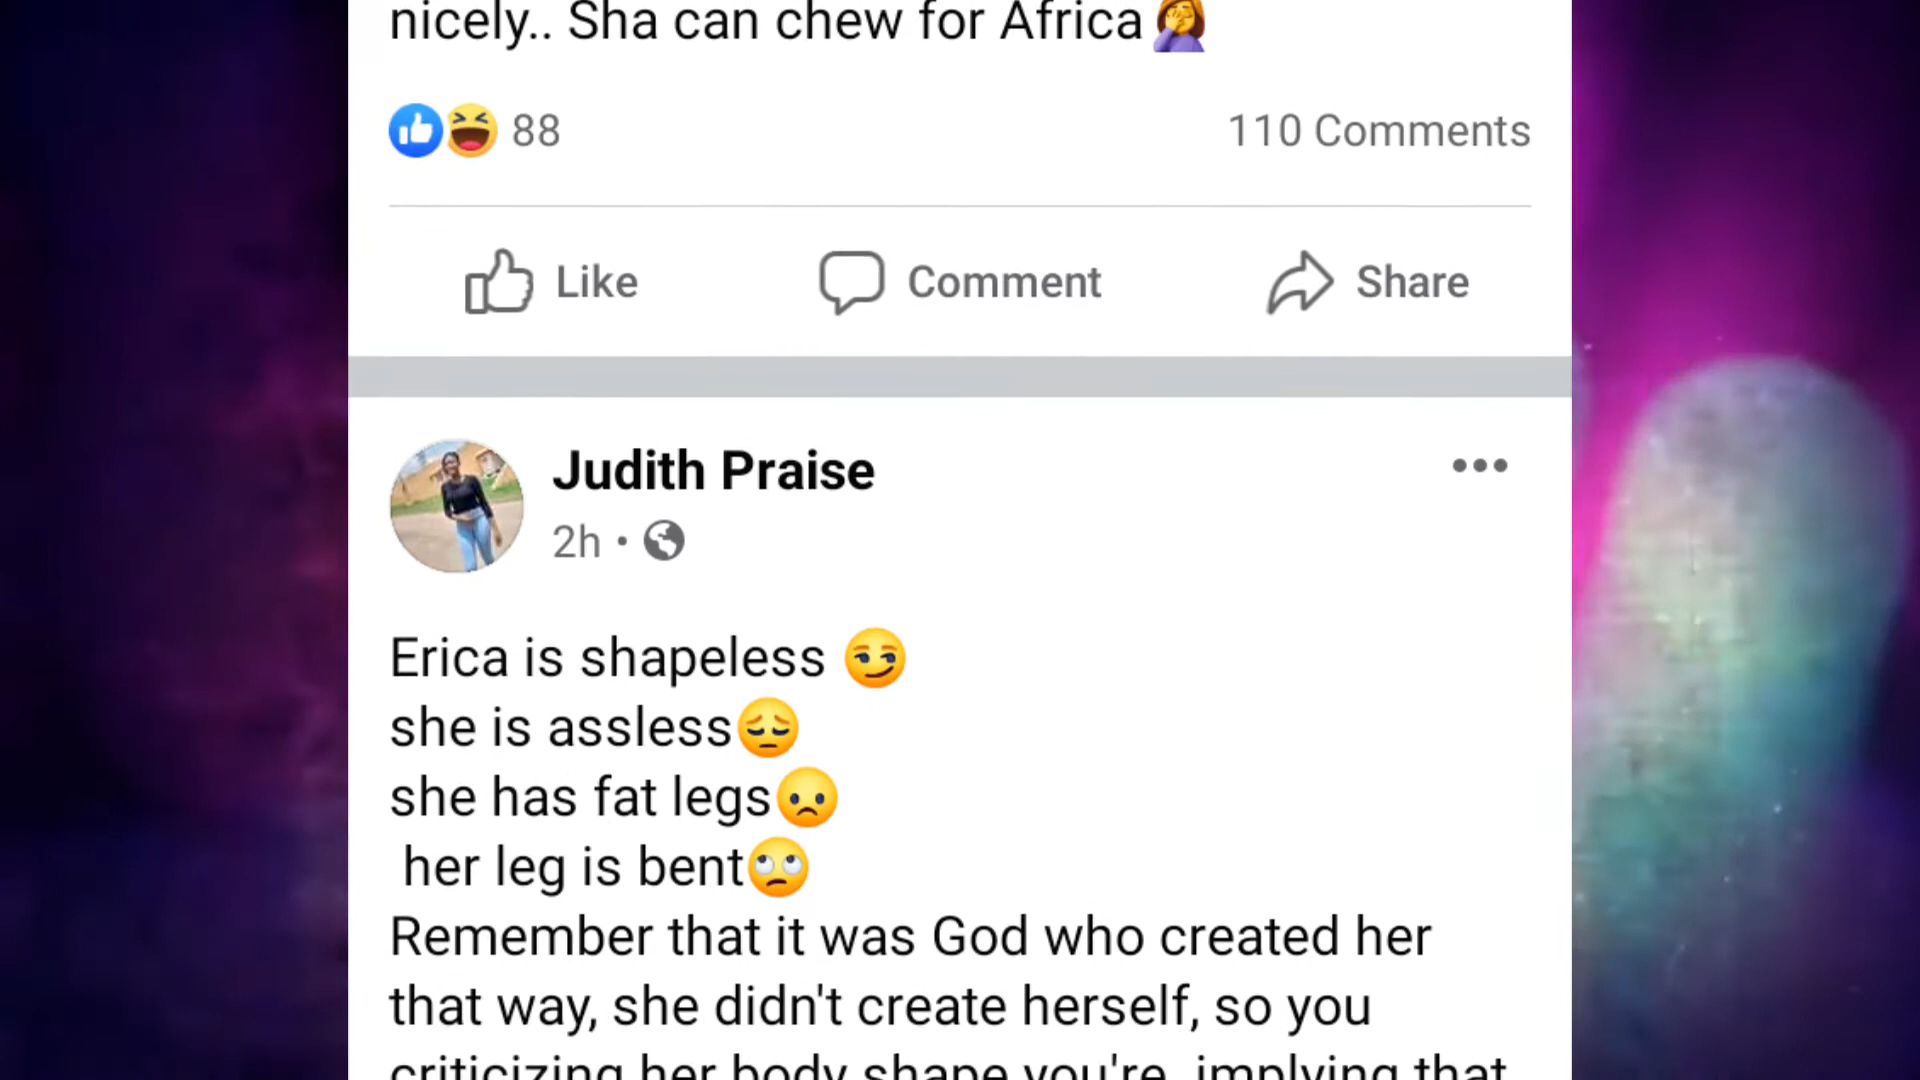 nicely.. Sha can chew for Africa🤦‍♀️
88
110 Comments
Like
Comment
Share
Judith Praise
2h •
Erica is shapeless 😏
she is assless😔
she has fat legs🙁
her leg is bent🙄
Remember that it was God who created her
that way, she didn't create herself, so you
criticizing her body shape you're implying that